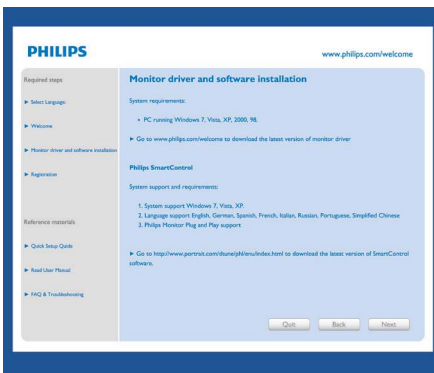 PHILIPS
www.philips.com/welcome
Required steps
Select Language:
Welcome
Monitor driver and software installation
Registration
Reference materials
Quick Setup Guide
Read User Manual
FAQ & Troubleshooting
Monitor driver and software installation
System requirements:
PC running Windows 7, Vista, XP, 2000, 98.
Go to www.philips.com/welcome to download the latest version of monitor driver
Philips SmartControl
System support and requirements:
1. System support Windows 7, Vista, XP.
2. Language support English, German, Spanish, French, Italian, Russian, Portuguese, Simplified Chinese
3. Philips Monitor Plug and Play support
Go to http://www.portrait.com/dtune/phl/enu/index.html to download the latest version of SmartControl
software.
Quit Back Next